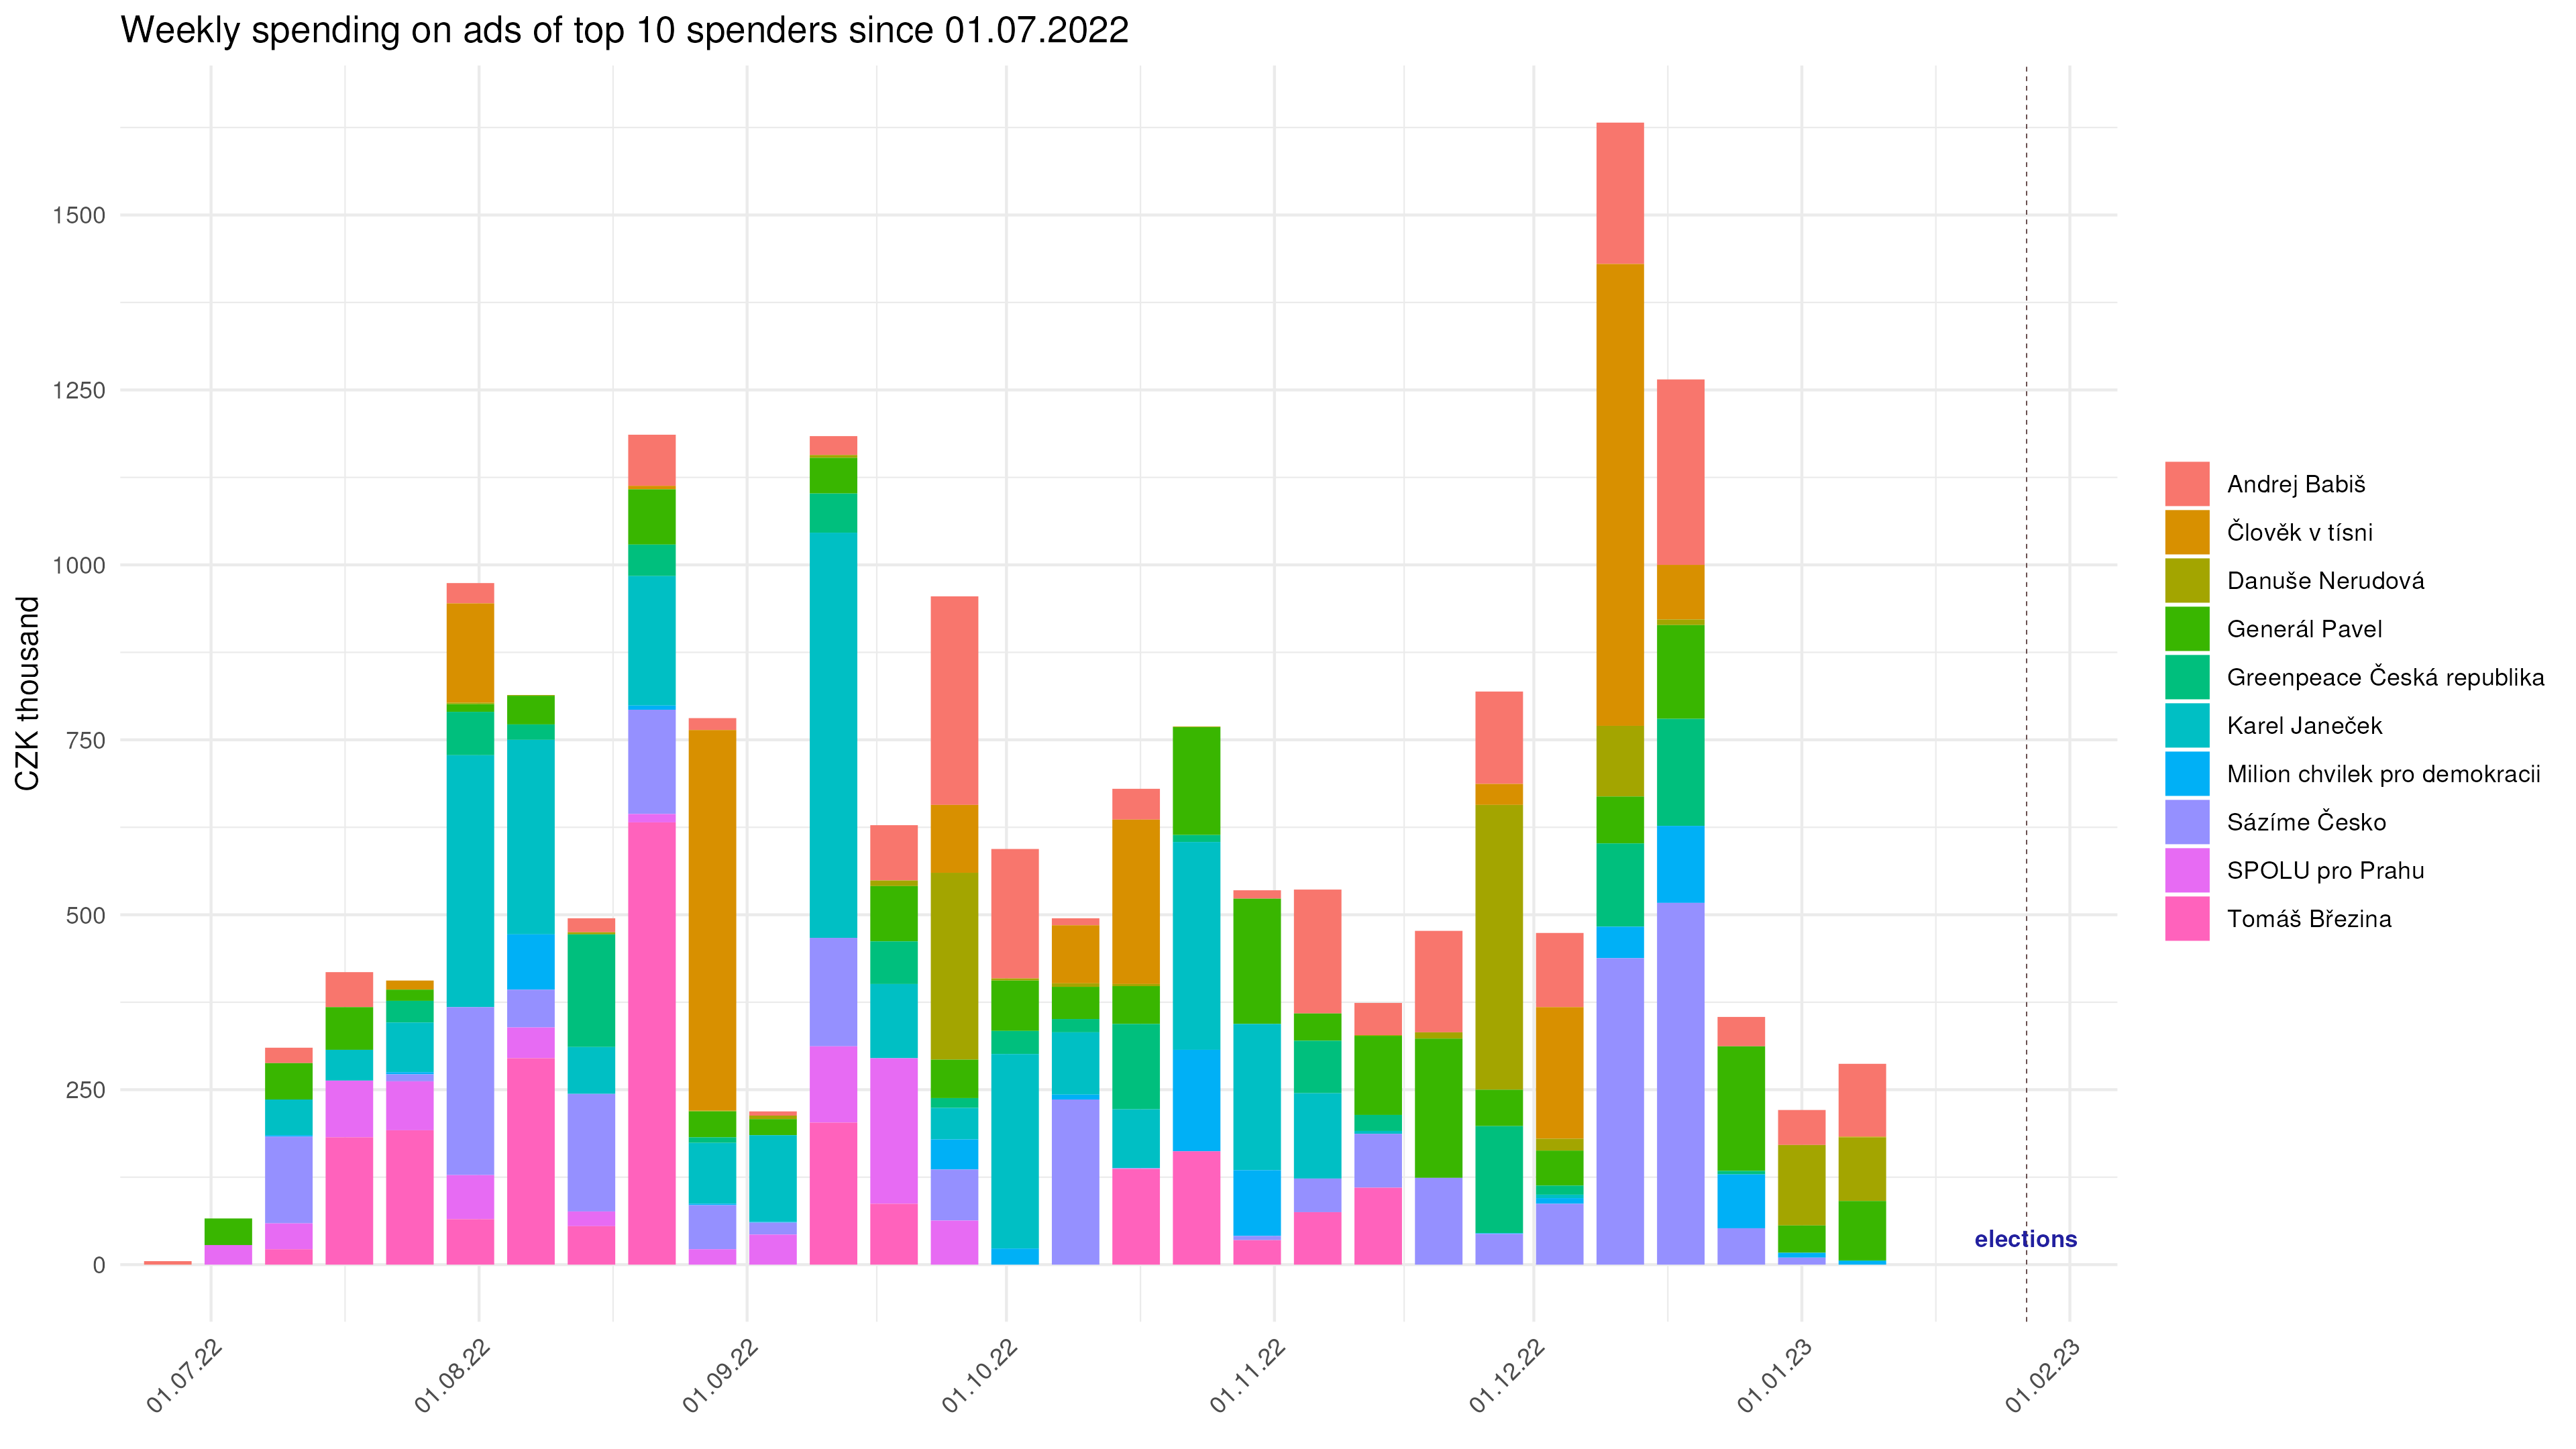 Weekly spending on ads of top 10 spenders since 01.07.2022
CZK thousand
1500
1250
1000
750
500
250
0
elections
01.07.22
01.08.22
01.09.22
01.10.22
01.11.22
01.12.22
01.01.23
01.02.23
Andrej Babiš
Člověk v tísni
Danuše Nerudová
Generál Pavel
Greenpeace Česká republika
Karel Janeček
Milion chvilek pro demokracii
Sázíme Česko
SPOLU pro Prahu
Tomáš Březina